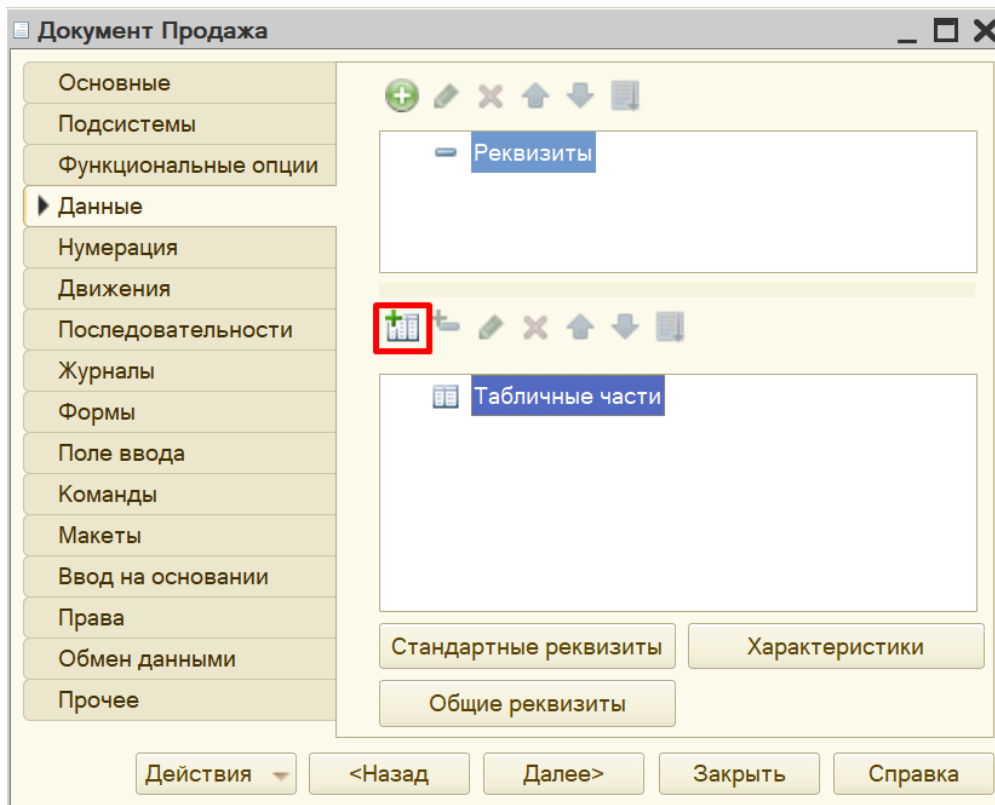 Документ Продажа
Основные
Подсистемы
Функциональные опции
Данные
Нумерация
Движения
Последовательности
Журналы
Формы
Поле ввода
Команды
Макеты
Ввод на основании
Права
Обмен данными
Прочее
Реквизиты
Табличные части
Стандартные реквизиты
Характеристики
Общие реквизиты
Действия
<Назад
Далее>
Закрыть
Справка